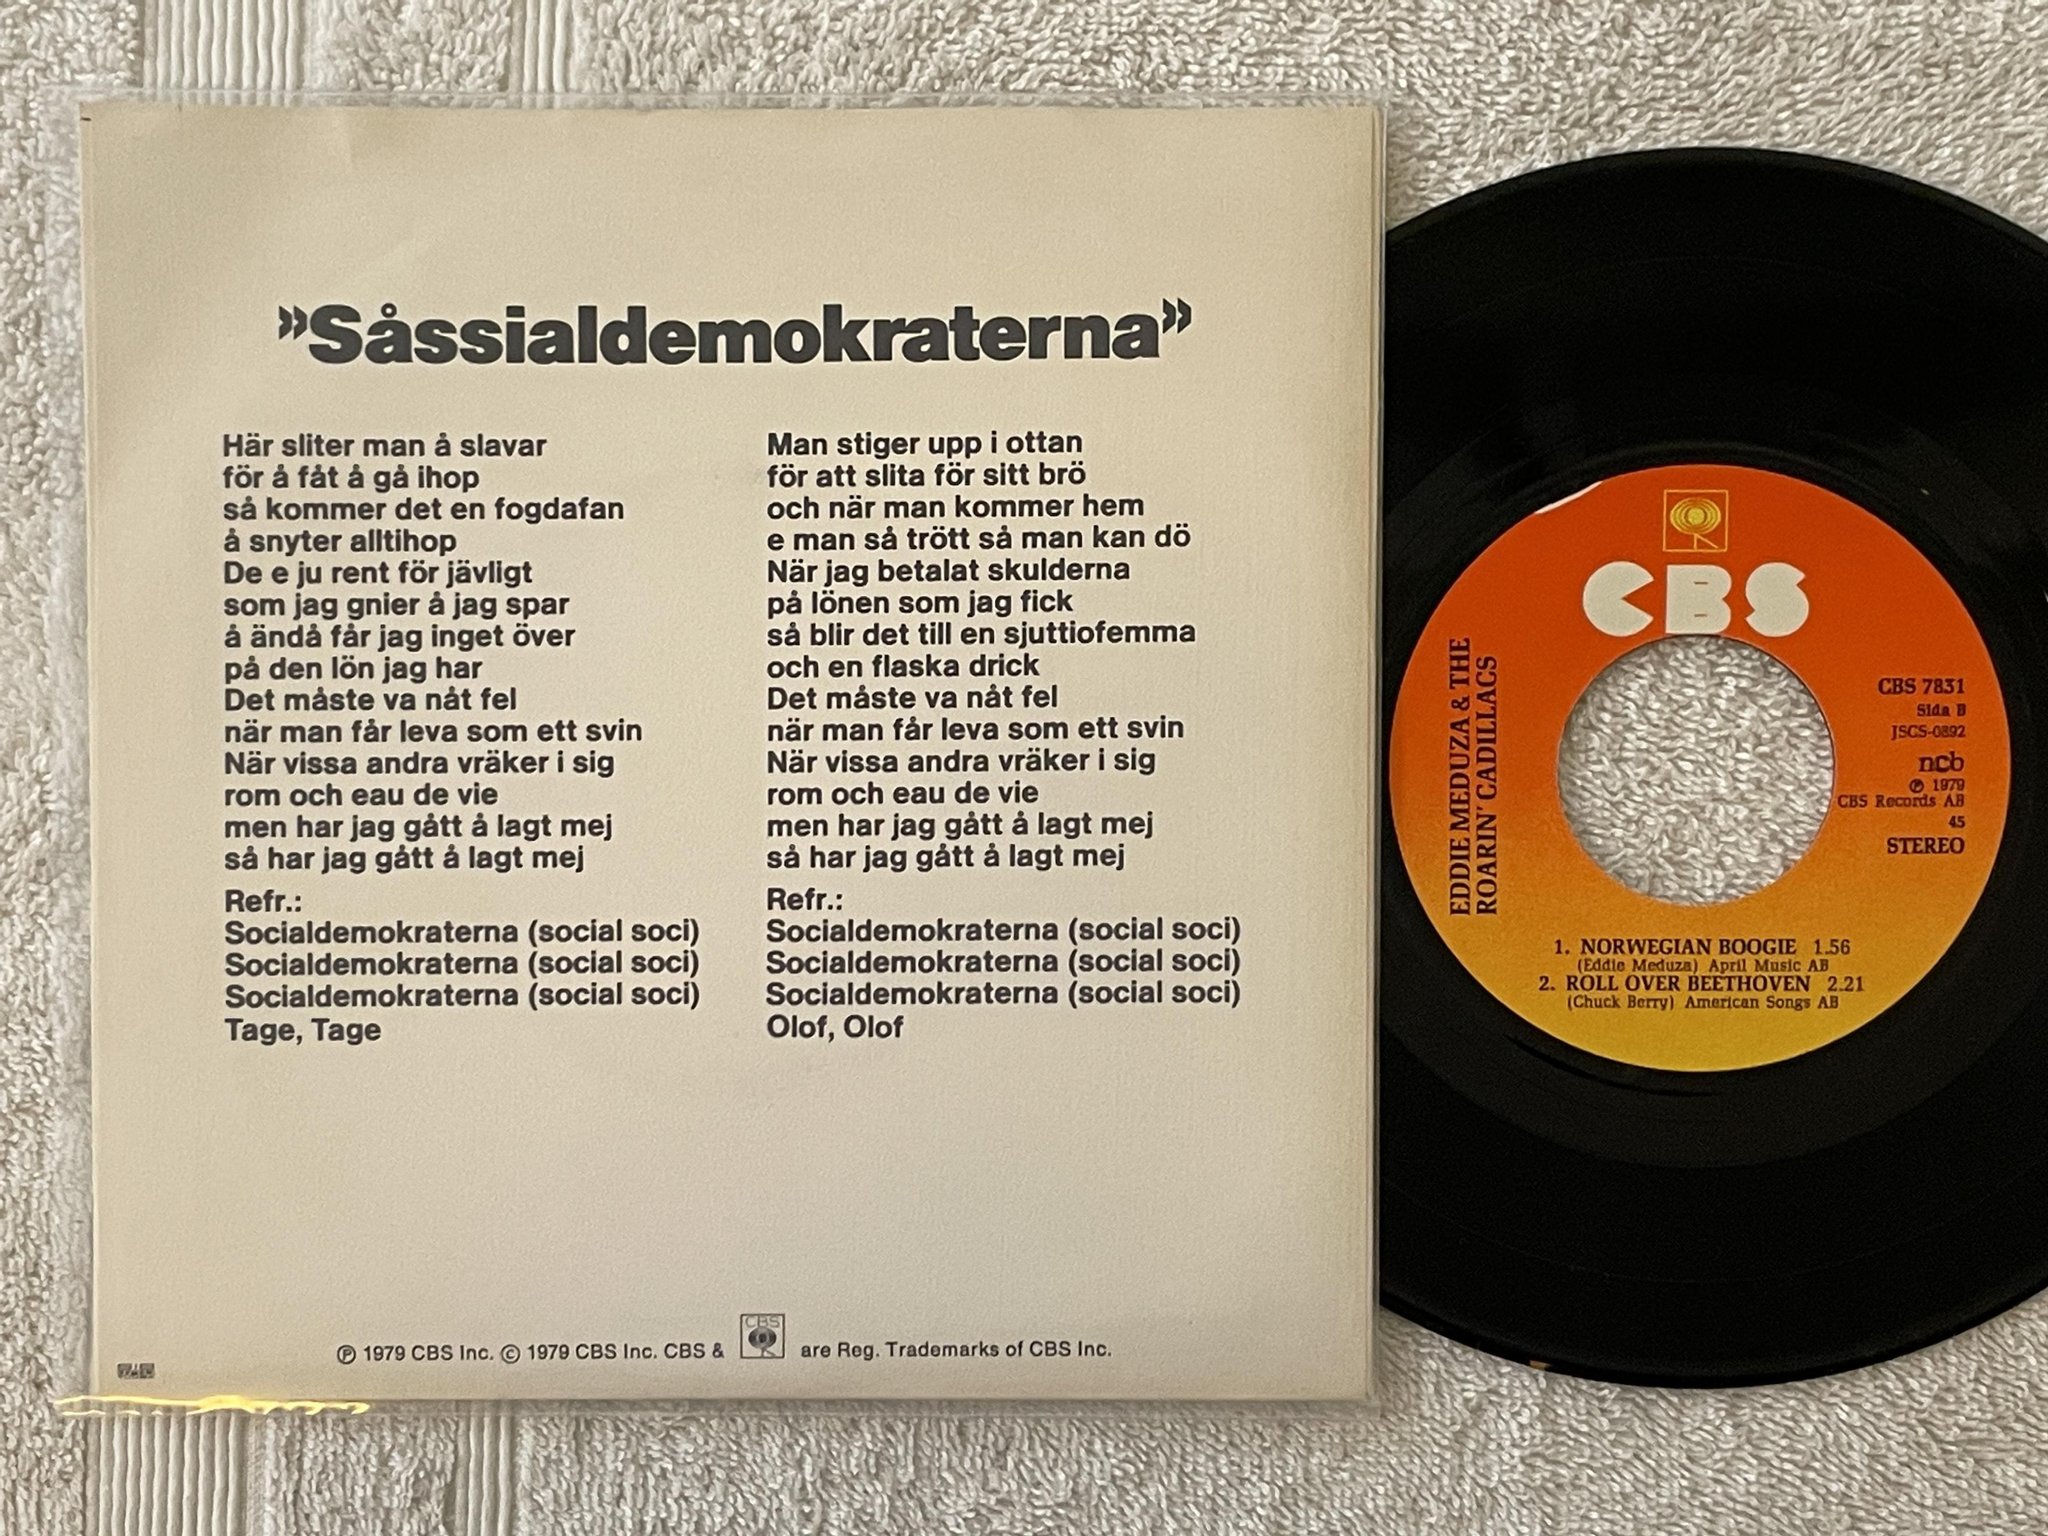 »Såssialdemokraterna»
Här sliter man å slavar
för å fåt å gå ihop
så kommer det en fogdafan
å snyter alltihop
De e ju rent för jävligt
som jag gnier å jag spar
å ändå får jag inget över
på den lön jag har
Det måste va nåt fel
när man får leva som ett svin
När vissa andra vräker i sig
rom och eau de vie
men har jag gått å lagt mej
så har jag gått å lagt mej
Refr.:
Socialdemokraterna (social soci)
Socialdemokraterna (social soci)
Socialdemokraterna (social soci)
Tage, Tage
Man stiger upp i ottan
för att slita för sitt brö
och när man kommer hem
e man så trött så man kan dö
När jag betalat skulderna
på lönen som jag fick
så blir det till en sjuttiofemma
och en flaska drick
Det måste va nåt fel
när man får leva som ett svin
När vissa andra vräker i sig
rom och eau de vie
men har jag gått å lagt mej
så har jag gått å lagt mej
Refr.:
Socialdemokraterna (social soci)
Socialdemokraterna (social soci)
Socialdemokraterna (social soci)
Olof, Olof
℗ 1979 CBS Inc. © 1979 CBS Inc. CBS & CBS are Reg. Trademarks of CBS Inc.
CBS
EDDIE MEDUZA & THE
ROARIN' CADILLACS
CBS 7831
Sida B
JSCS-0892
ncb
℗ 1979
CBS Records AB
45
STEREO
1. NORWEGIAN BOOGIE 1.56
(Eddie Meduza) April Music AB
2. ROLL OVER BEETHOVEN 2.21
(Chuck Berry) American Songs AB